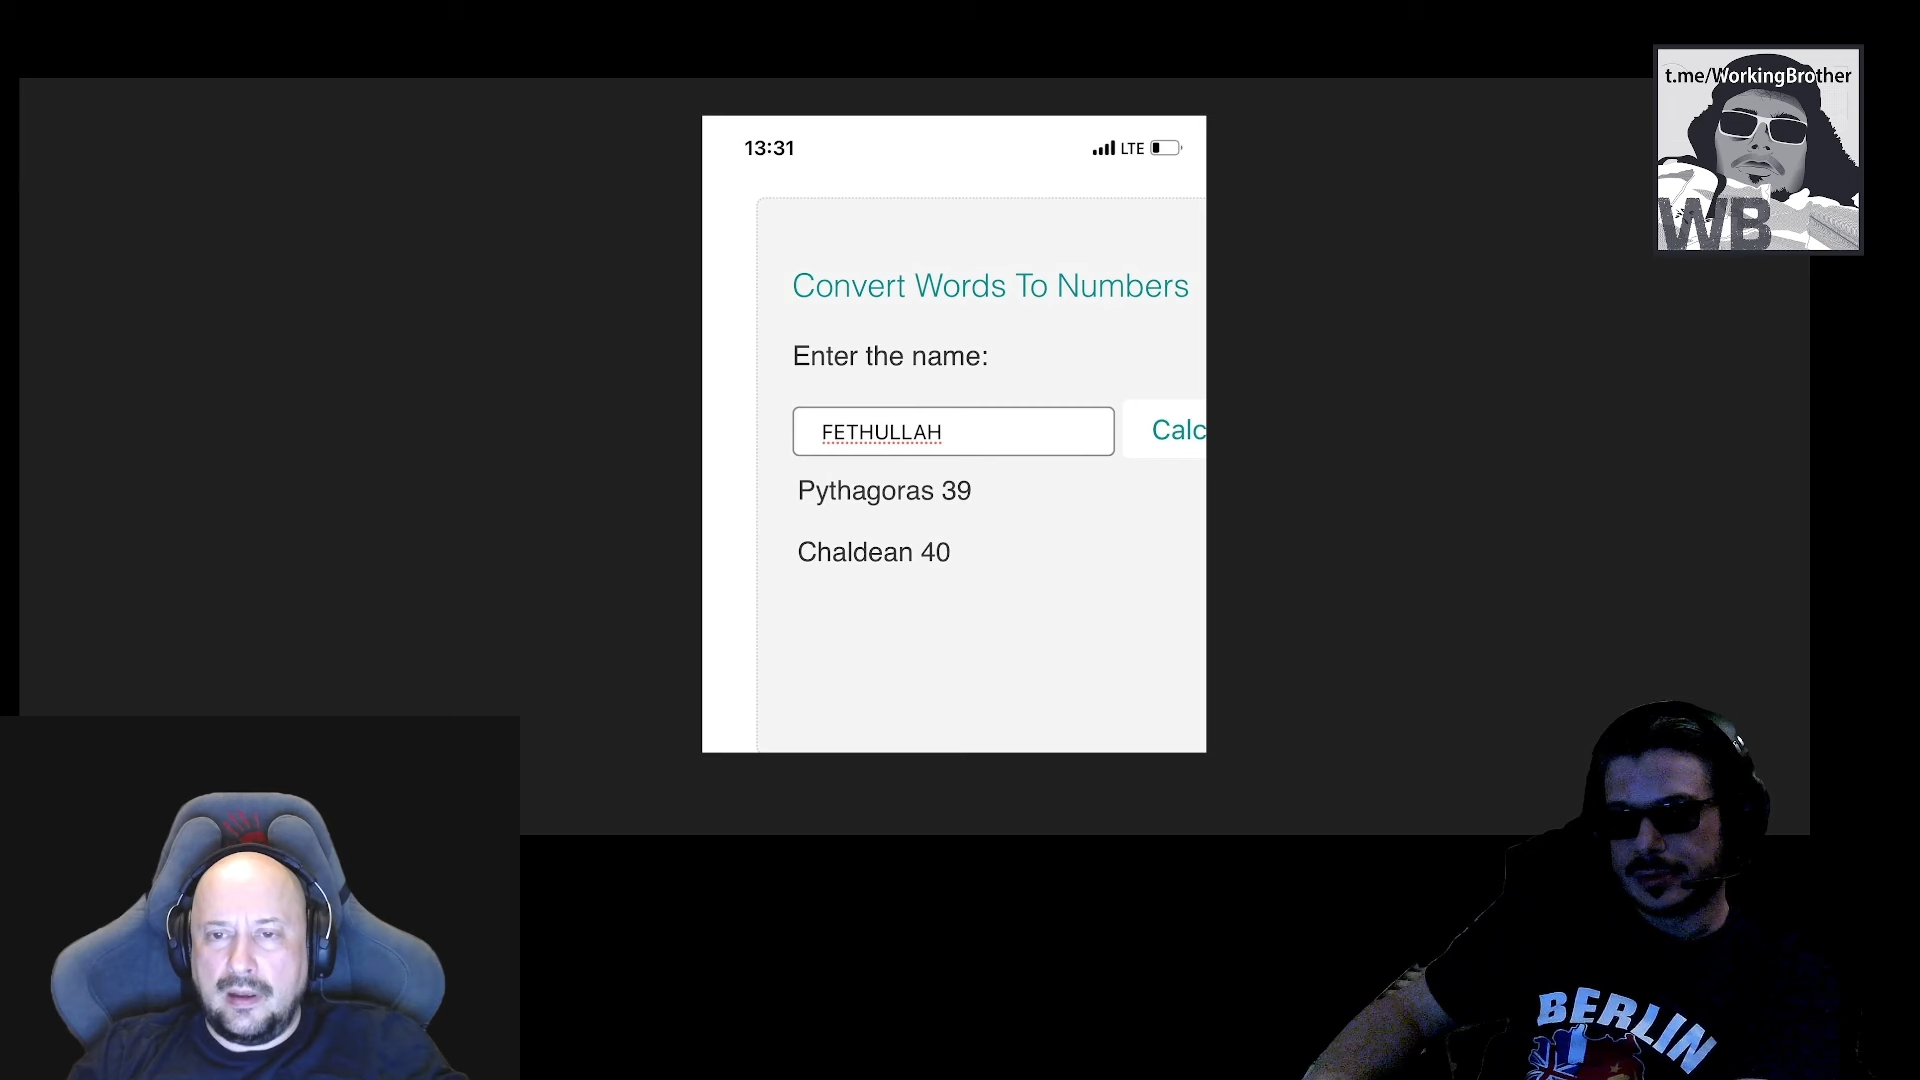 t.me/WorkingBrother
WB
13:31
LTE
Convert Words To Numbers
Enter the name:
FETHULLAH
Calc
Pythagoras 39
Chaldean 40
BERLIN